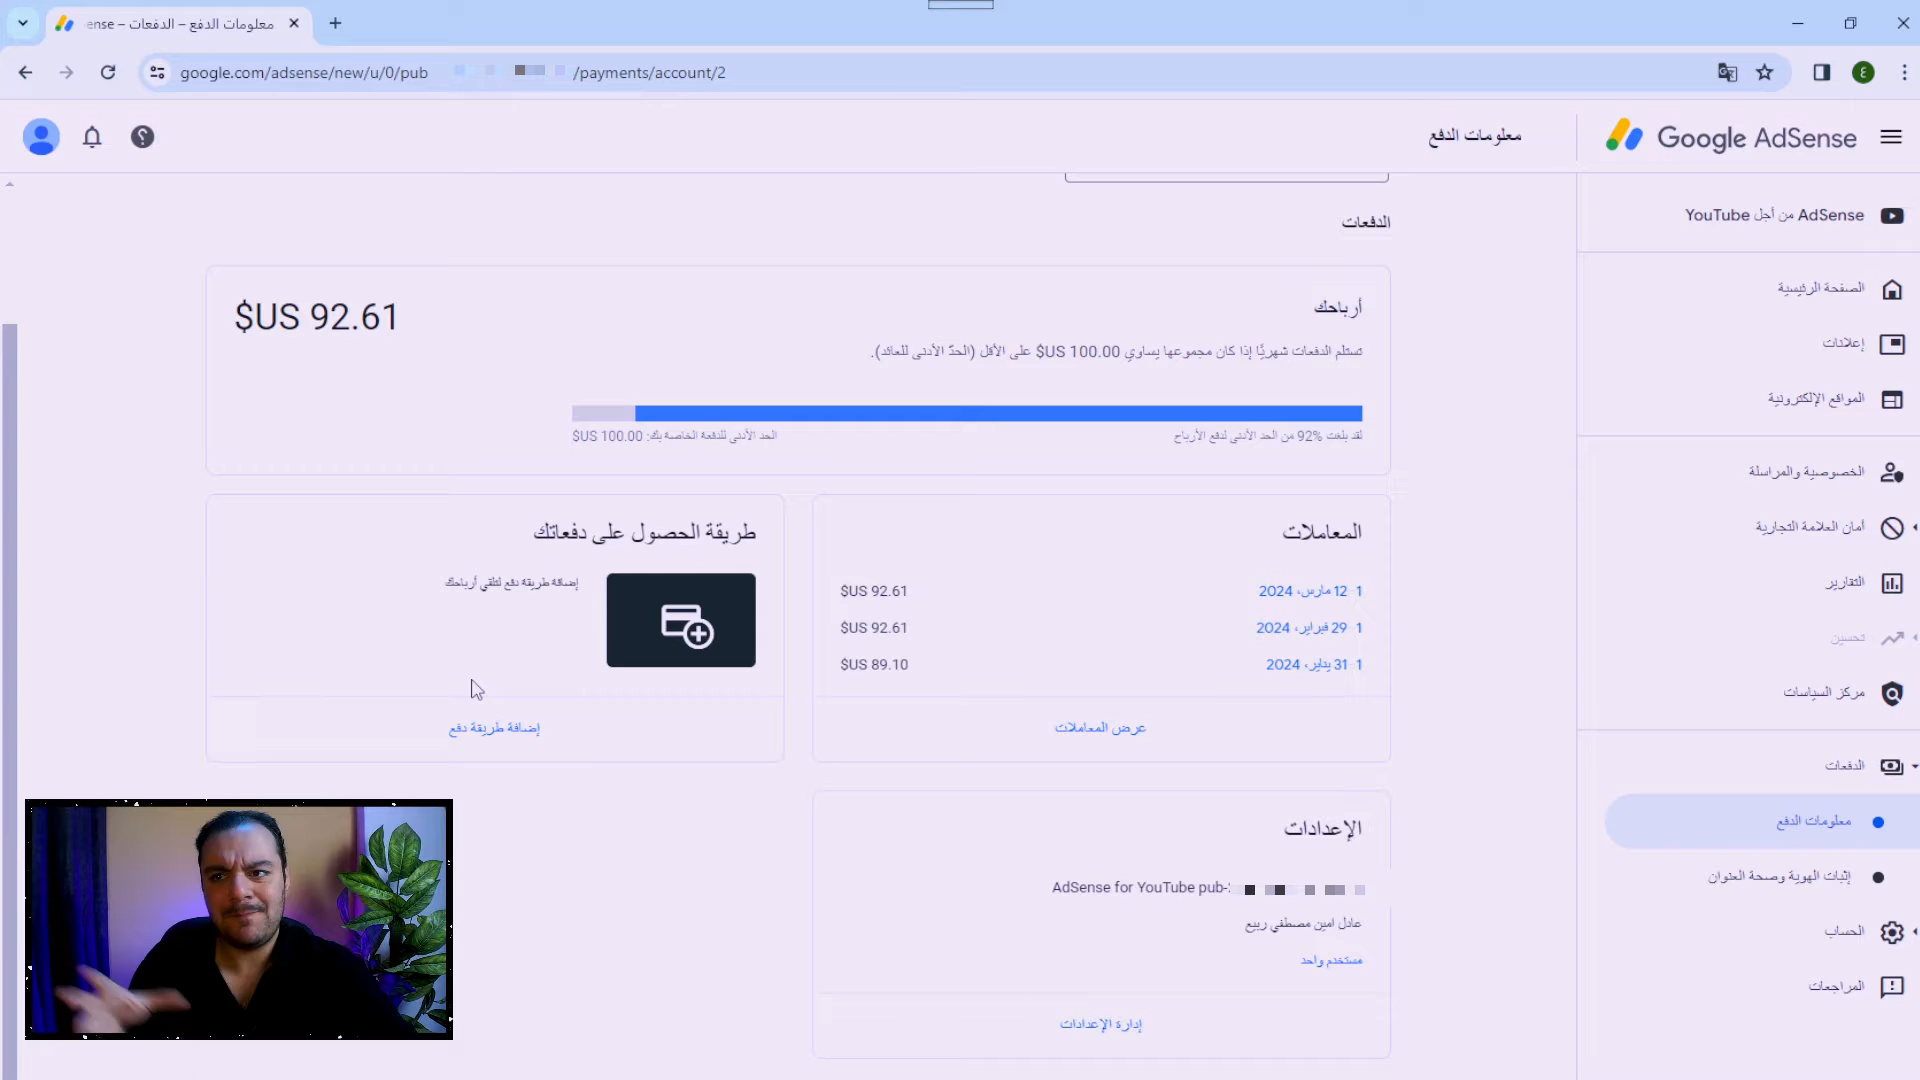 معلومات الدفع – الدفعات – ense
google.com/adsense/new/u/0/pub
/payments/account/2
ع
Google AdSense
معلومات الدفع
AdSense من أجل YouTube
الصفحة الرئيسية
إعلانات
المواقع الإلكترونية
الخصوصية والمراسلة
أمان العلامة التجارية
التقارير
تحسين
مركز السياسات
الدفعات
معلومات الدفع
إثبات الهوية وصحة العنوان
الحساب
المراجعات
الدفعات
أرباحك
$US 92.61
تستلم الدفعات شهريًا إذا كان مجموعها يساوي 100.00 US$ على الأقل (الحدّ الأدنى للعائد).
لقد بلغت %92 من الحد الأدنى لدفع الأرباح
الحد الأدنى للدفعة الخاصة بك: 100.00 US$
المعاملات
1–12 مارس، 2024
$US 92.61
1–29 فبراير، 2024
$US 92.61
1–31 يناير، 2024
$US 89.10
عرض المعاملات
طريقة الحصول على دفعاتك
إضافة طريقة دفع لتلقي أرباحك
إضافة طريقة دفع
الإعدادات
AdSense for YouTube pub-
عادل امين مصطفي ربيع
مستخدم واحد
إدارة الإعدادات